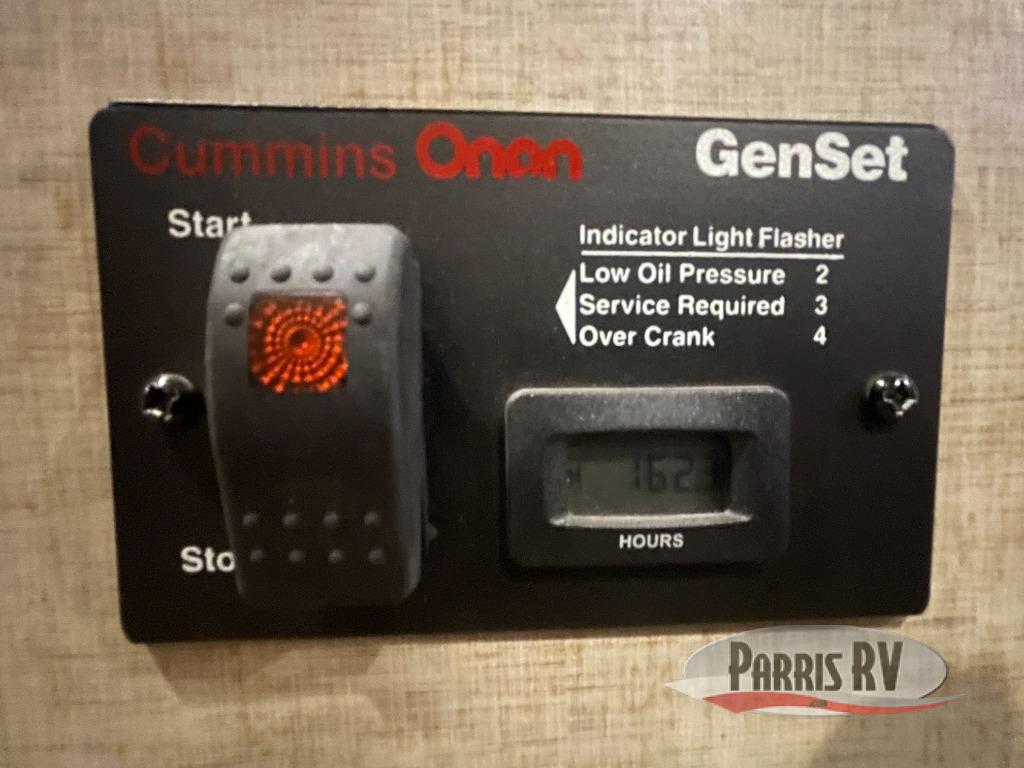 Cummins Onan GenSet
Start
Indicator Light Flasher
Low Oil Pressure 2
Service Required 3
Over Crank 4
HOURS
Sto
PARRIS RV